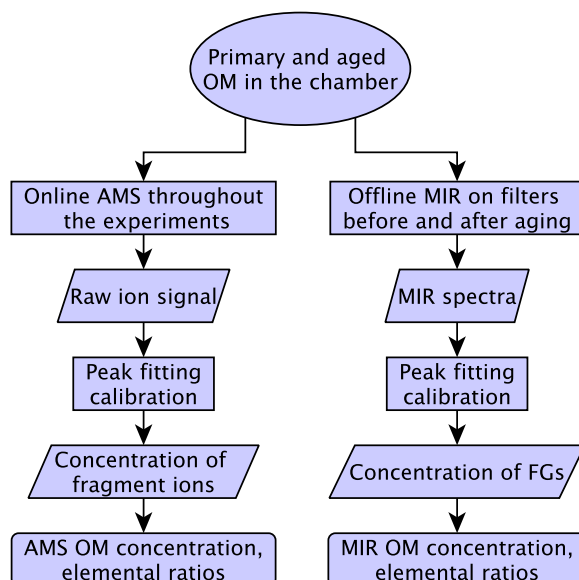 Primary and aged
OM in the chamber
Online AMS throughout
the experiments
Offline MIR on filters
before and after aging
Raw ion signal
MIR spectra
Peak fitting
calibration
Peak fitting
calibration
Concentration of
fragment ions
Concentration of FGs
AMS OM concentration,
elemental ratios
MIR OM concentration,
elemental ratios